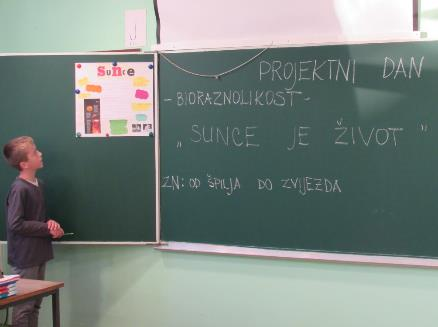 Sunce
PROJEKTNI DAN
- BIORAZNOLIKOST -
„ SUNCE JE ŽIVOT "
ZN: OD ŠPILJA DO ZVIJEZDA